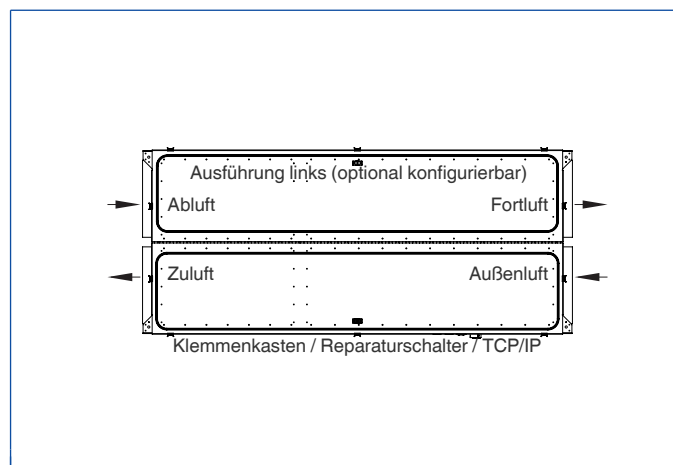 Ausführung links (optional konfigurierbar)
Abluft Fortluft
Zuluft Außenluft
Klemmenkasten / Reparaturschalter / TCP/IP